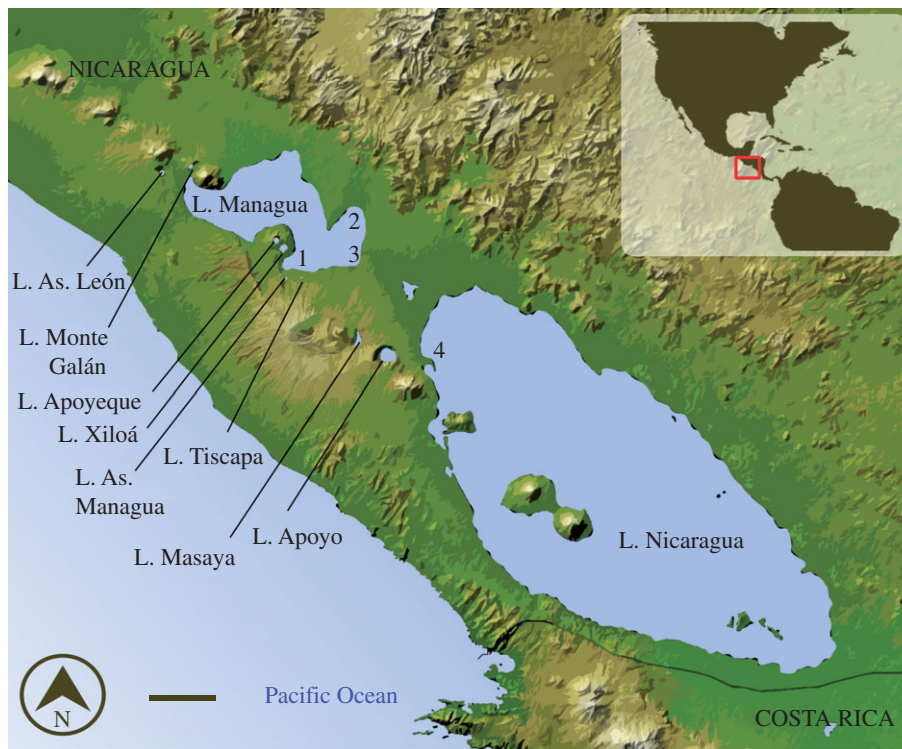 NICARAGUA
L. Managua
2
1
3
L. As. León
L. Monte
Galán
4
L. Apoyeque
L. Xiloá
L. Tiscapa
L. As.
Managua
L. Masaya
L. Apoyo
L. Nicaragua
N
Pacific Ocean
COSTA RICA